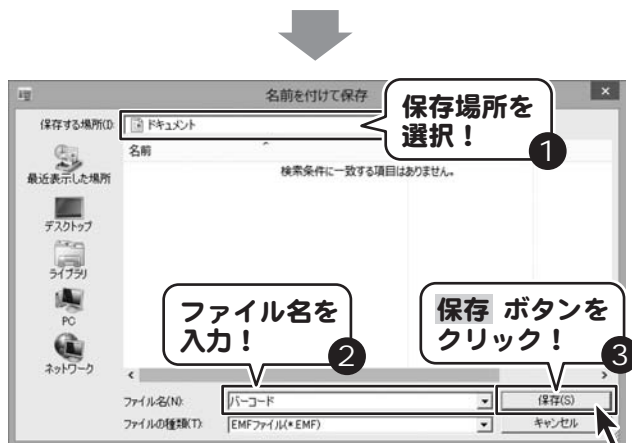 名前を付けて保存
×
保存する場所(I):
ドキュメント
保存場所を
選択！
1
名前
検索条件に一致する項目はありません。
最近表示した場所
デスクトップ
ライブラリ
PC
ネットワーク
ファイル名を
入力！
2
保存 ボタンを
クリック！
3
ファイル名(N):
バーコード
保存(S)
ファイルの種類(T):
EMFファイル(*.EMF)
キャンセル